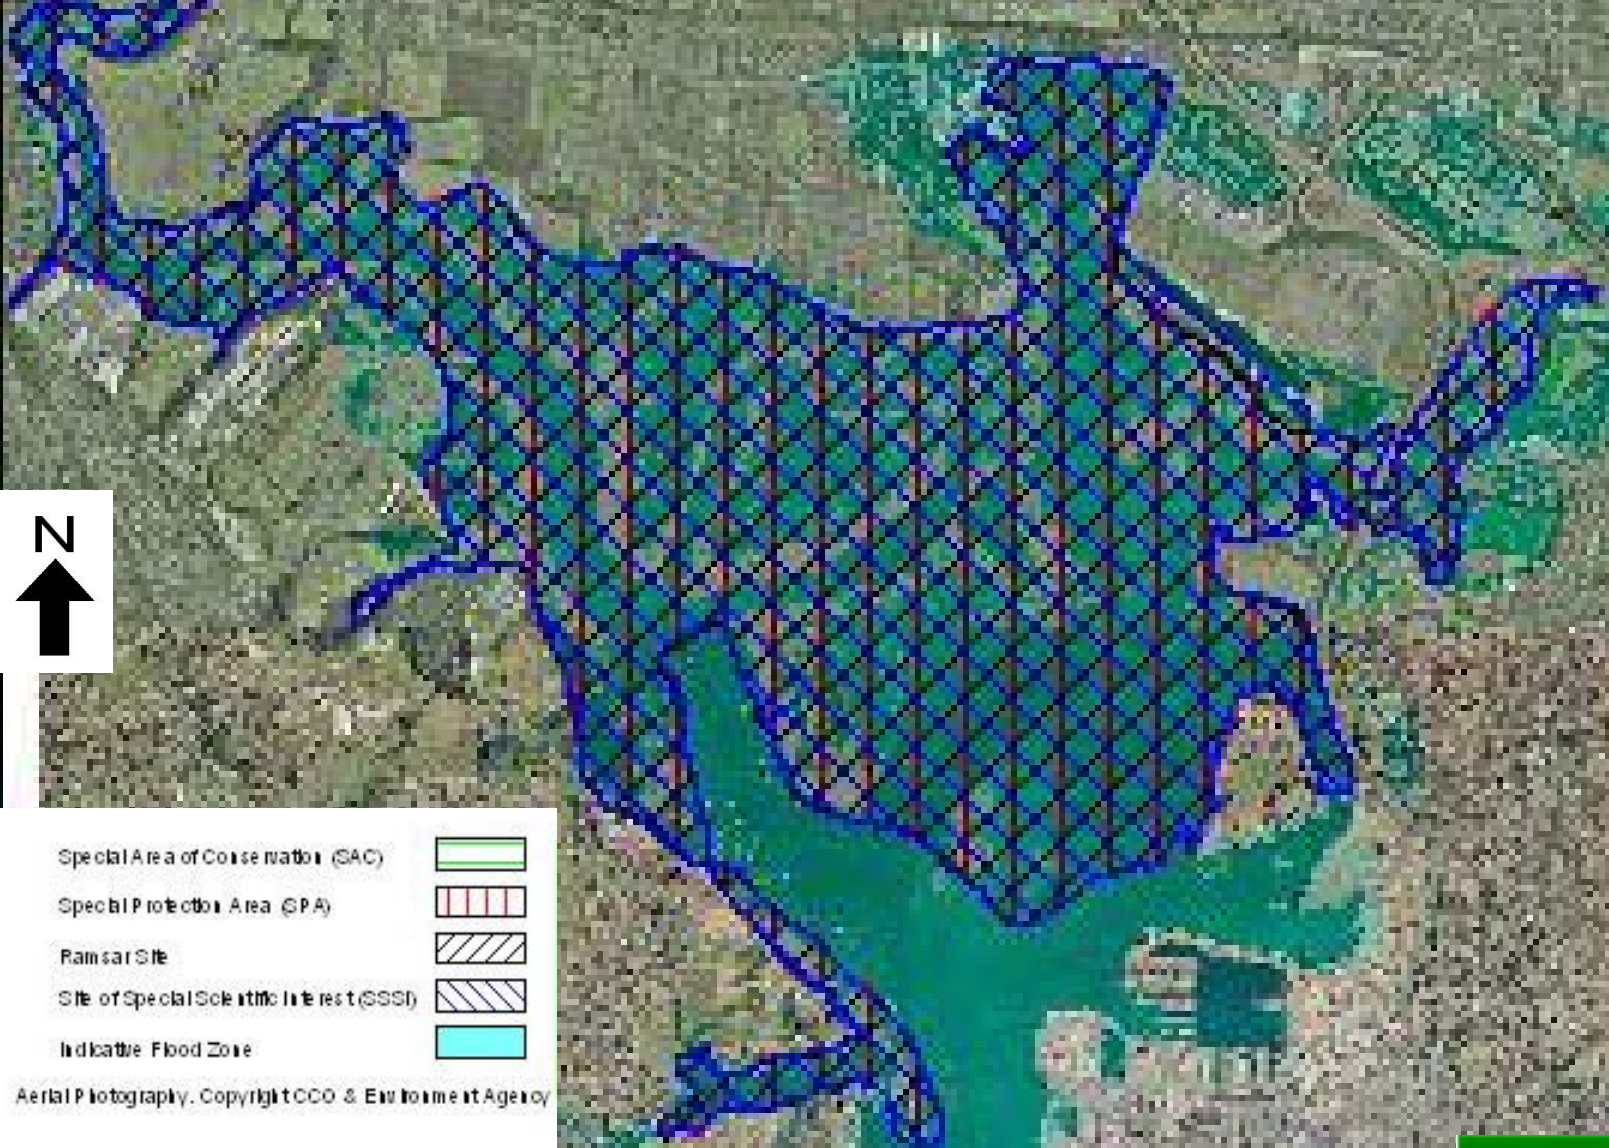 N
Special Area of Conservation (SAC)
Special Protection Area (SPA)
Ramsar Site
Site of Special Scientific Interest (SSSI)
Indicative Flood Zone
Aerial Photography. Copyright CCO & Environment Agency